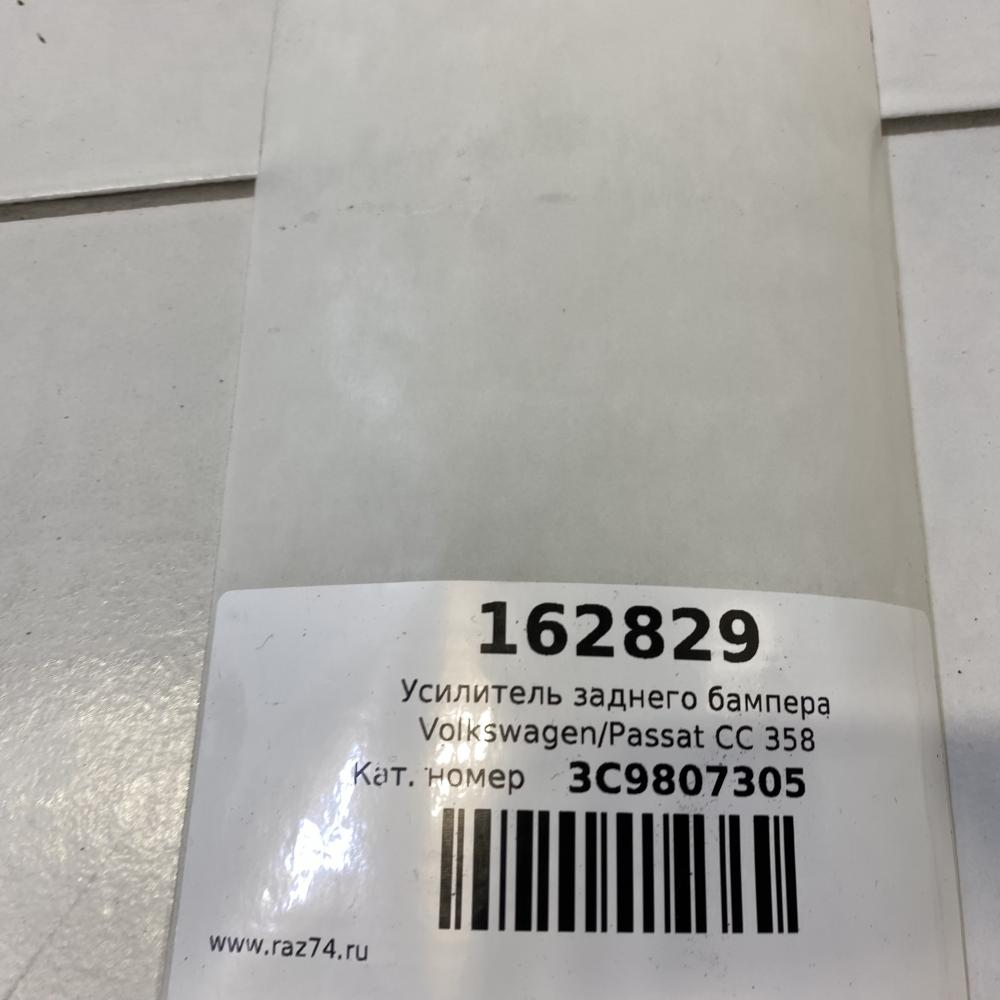 162829
Усилитель заднего бампера
Volkswagen/Passat CC 358
Кат. номер 3C9807305
www.raz74.ru